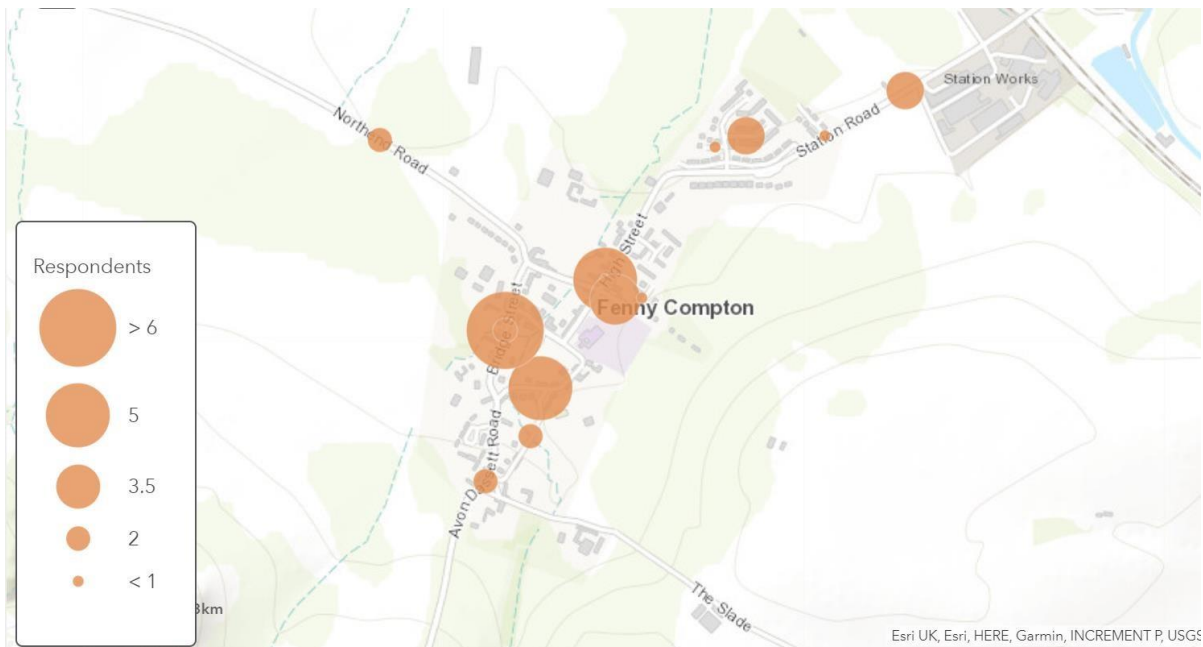 Northend Road
Station Works
Station Road
High Street
Fenny Compton
Bridge Street
Avon Dassett Road
The Slade
Respondents
> 6
5
3.5
2
< 1
3km
Esri UK, Esri, HERE, Garmin, INCREMENT P, USGS